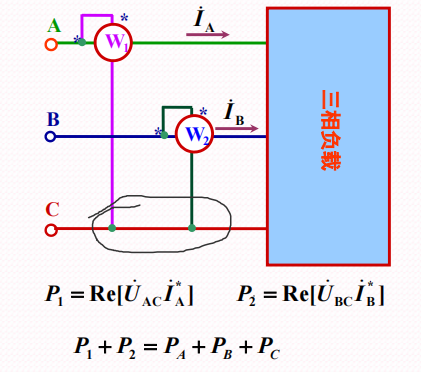 A
*
*
W₁
İ_A
B
*
*
W₂
İ_B
三相负载
C
P₁ = Re[U̇_AC İ*_A] P₂ = Re[U̇_BC İ*_B]
P₁ + P₂ = P_A + P_B + P_C